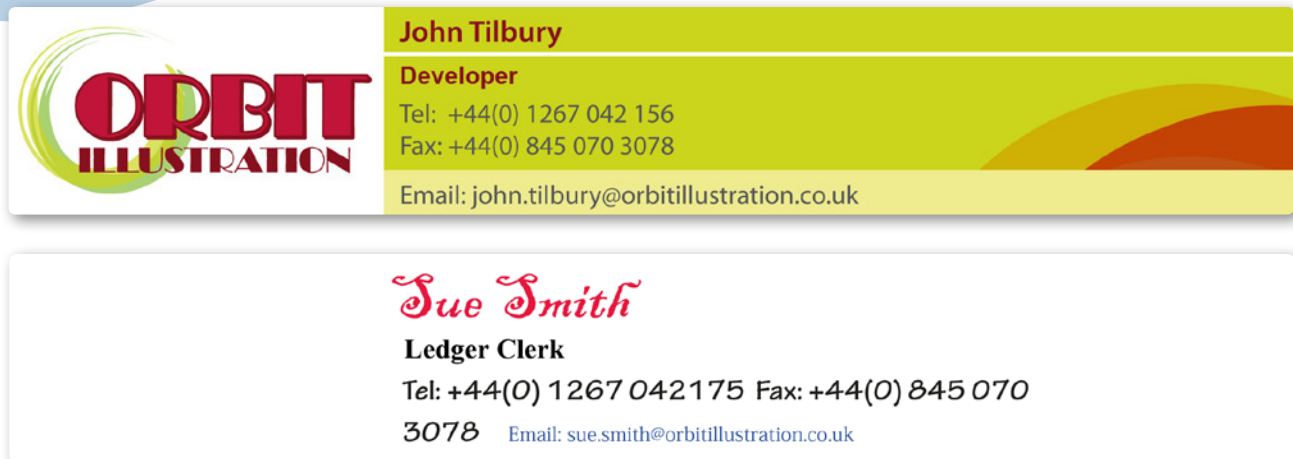 ORBIT
ILLUSTRATION
John Tilbury
Developer
Tel: +44(0) 1267 042 156
Fax: +44(0) 845 070 3078
Email: john.tilbury@orbitillustration.co.uk
Sue Smith
Ledger Clerk
Tel: +44(0) 1267 042175 Fax: +44(0) 845 070
3078 Email: sue.smith@orbitillustration.co.uk